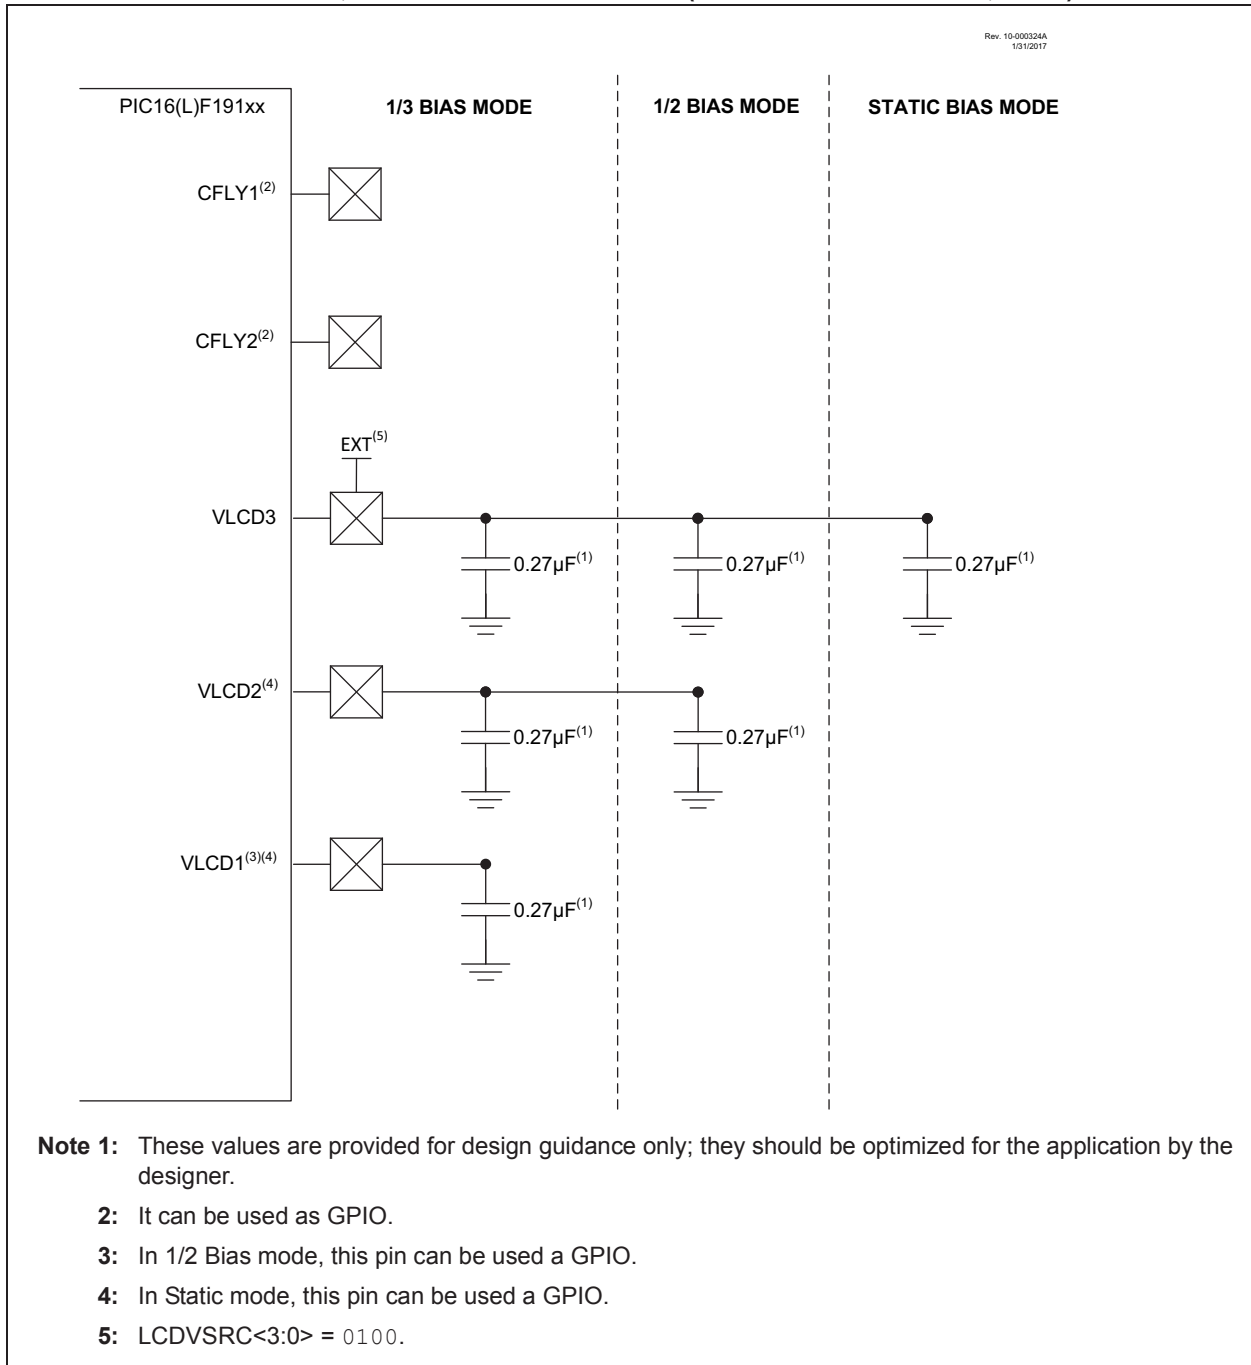 Rev. 10-000324A
1/31/2017
PIC16(L)F191xx
1/3 BIAS MODE
1/2 BIAS MODE
STATIC BIAS MODE
CFLY1(2)
CFLY2(2)
EXT(5)
VLCD3
0.27µF(1)
0.27µF(1)
0.27µF(1)
VLCD2(4)
0.27µF(1)
0.27µF(1)
VLCD1(3)(4)
0.27µF(1)
Note 1: These values are provided for design guidance only; they should be optimized for the application by the
designer.
2: It can be used as GPIO.
3: In 1/2 Bias mode, this pin can be used a GPIO.
4: In Static mode, this pin can be used a GPIO.
5: LCDVSRC<3:0> = 0100.